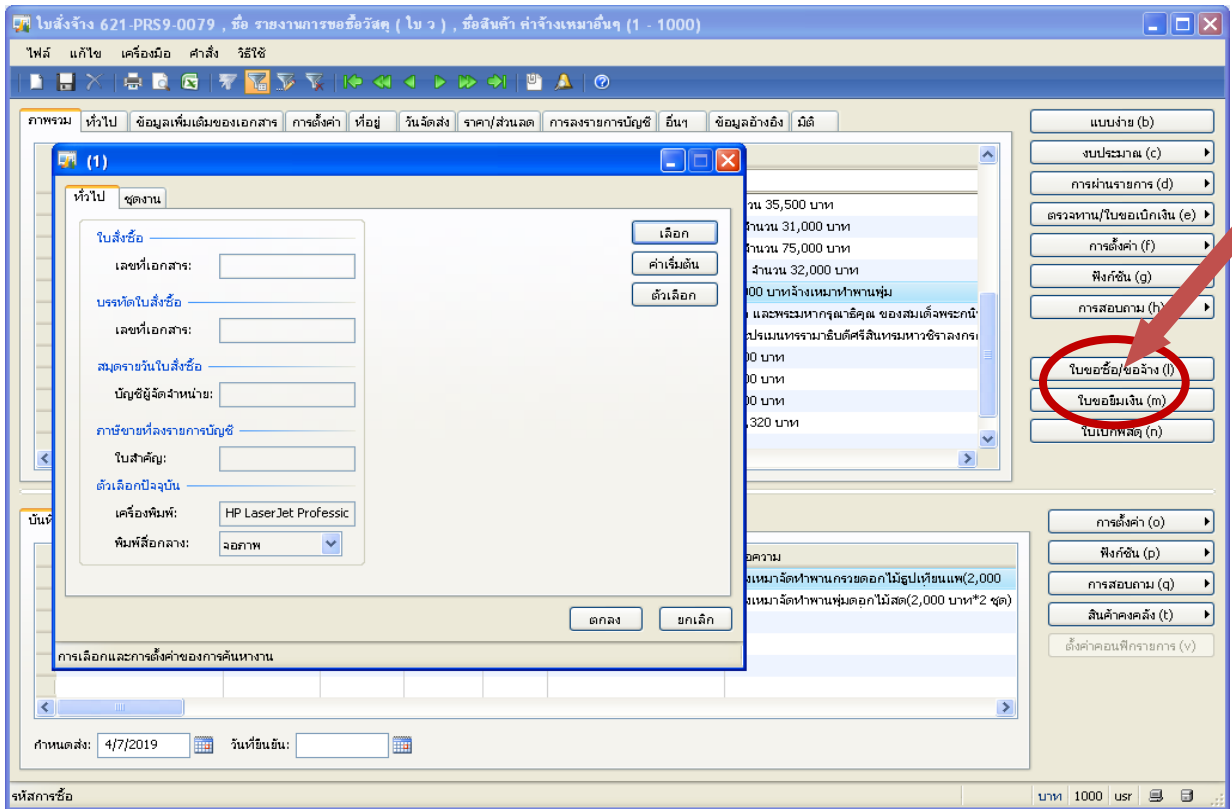 ใบสั่งจ้าง 621-PRS9-0079 , ชื่อ รายงานการขอซื้อวัสดุ ( ใบ ว ) , ชื่อสินค้า ค่าจ้างเหมาอื่นๆ (1 - 1000)
ไฟล์ แก้ไข เครื่องมือ คำสั่ง วิธีใช้
ภาพรวม ทั่วไป ข้อมูลเพิ่มเติมของเอกสาร การตั้งค่า ที่อยู่ วันจัดส่ง ราคา/ส่วนลด การลงรายการบัญชี อื่นๆ ข้อมูลอ้างอิง มิติ
แบบง่าย (b)
งบประมาณ (c)
การผ่านรายการ (d)
ตรวจทาน/ใบขอเบิกเงิน (e)
การตั้งค่า (f)
ฟังก์ชัน (g)
การสอบถาม (h)
ใบขอซื้อ/ขอจ้าง (l)
ใบขอยืมเงิน (m)
ใบเบิกพัสดุ (n)
(1)
ทั่วไป ชุดงาน
ใบสั่งซื้อ
เลขที่เอกสาร:
บรรทัดใบสั่งซื้อ
เลขที่เอกสาร:
สมุดรายวันใบสั่งซื้อ
บัญชีผู้จัดจำหน่าย:
ภาษีขายที่ลงรายการบัญชี
ใบสำคัญ:
ตัวเลือกปัจจุบัน
เครื่องพิมพ์: HP LaserJet Professic
พิมพ์สื่อกลาง: จอภาพ
เลือก
ค่าเริ่มต้น
ตัวเลือก
ตกลง ยกเลิก
การเลือกและการตั้งค่าของการค้นหางาน
วน 35,500 บาท
จำนวน 31,000 บาท
จำนวน 75,000 บาท
จำนวน 32,000 บาท
00 บาทจ้างเหมาทำพานพุ่ม
และพระมหากรุณาธิคุณ ของสมเด็จพระกนิ
ปรเมนทรรามาธิบดีศรีสินทรมหาวชิราลงกร
00 บาท
00 บาท
00 บาท
,320 บาท
บันทึ
ข้อความ
งเหมาจัดทำพานกรวยดอกไม้ธูปเทียนแพ(2,000
งเหมาจัดทำพานพุ่มดอกไม้สด(2,000 บาท*2 ชุด)
การตั้งค่า (o)
ฟังก์ชัน (p)
การสอบถาม (q)
สินค้าคงคลัง (t)
ตั้งค่าคอนฟิกรายการ (v)
กำหนดส่ง: 4/7/2019 วันที่ยืนยัน:
รหัสการซื้อ
บาท 1000 usr